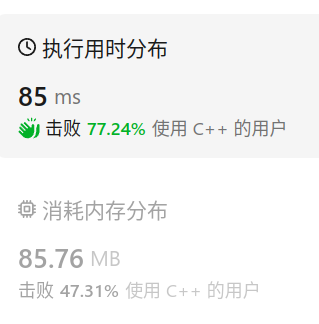 执行用时分布
85 ms
击败 77.24% 使用 C++ 的用户
消耗内存分布
85.76 MB
击败 47.31% 使用 C++ 的用户